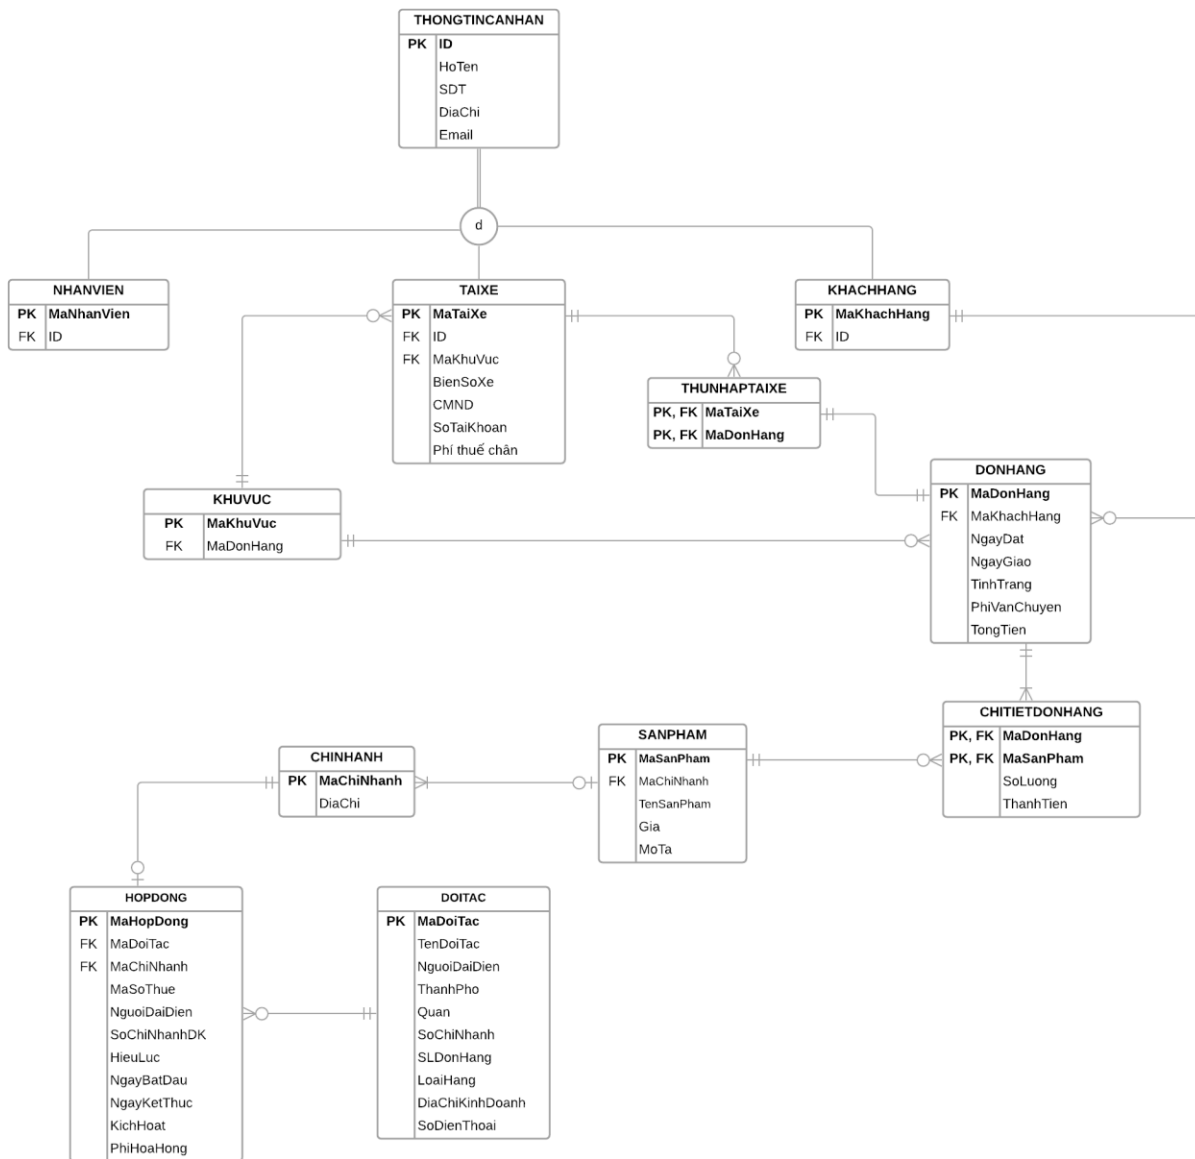 THONGTINCANHAN
PK ID
HoTen
SDT
DiaChi
Email
d
NHANVIEN
PK MaNhanVien
FK ID
TAIXE
PK MaTaiXe
FK ID
FK MaKhuVuc
BienSoXe
CMND
SoTaiKhoan
Phí thuế chân
KHACHHANG
PK MaKhachHang
FK ID
THUNHAPTAIXE
PK, FK MaTaiXe
PK, FK MaDonHang
KHUVUC
PK MaKhuVuc
FK MaDonHang
DONHANG
PK MaDonHang
FK MaKhachHang
NgayDat
NgayGiao
TinhTrang
PhiVanChuyen
TongTien
CHITIETDONHANG
PK, FK MaDonHang
PK, FK MaSanPham
SoLuong
ThanhTien
SANPHAM
PK MaSanPham
FK MaChiNhanh
TenSanPham
Gia
MoTa
CHINHANH
PK MaChiNhanh
DiaChi
HOPDONG
PK MaHopDong
FK MaDoiTac
FK MaChiNhanh
MaSoThue
NguoiDaiDien
SoChiNhanhDK
HieuLuc
NgayBatDau
NgayKetThuc
KichHoat
PhiHoaHong
DOITAC
PK MaDoiTac
TenDoiTac
NguoiDaiDien
ThanhPho
Quan
SoChiNhanh
SLDonHang
LoaiHang
DiaChiKinhDoanh
SoDienThoai